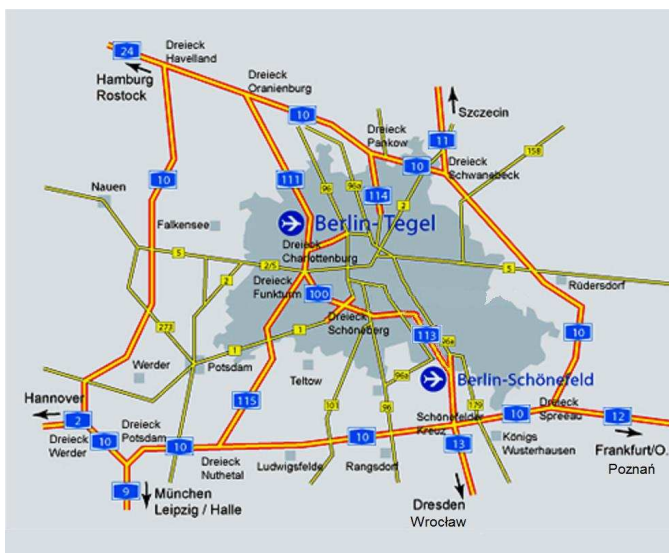 24
Dreieck
Havelland
Hamburg
Rostock
Dreieck
Oranienburg
10
Szczecin
11
Dreieck
Pankow
10
158
Dreieck
Schwanebeck
10
111
96
96a
114
2
Nauen
Falkensee
Berlin-Tegel
Dreieck
Charlottenburg
5
2/5
2
5
Rüdersdorf
Dreieck
Funkturm
100
Dreieck
Schöneberg
113
96a
10
273
1
1
Werder
Potsdam
Teltow
96a
Berlin-Schönefeld
Hannover
2
115
101
96
179
Schönefelder
Kreuz
10
Dreieck
Spreeau
12
Dreieck
Werder
10
Dreieck
Potsdam
10
10
13
Königs
Wusterhausen
Frankfurt/O.
Poznań
Dreieck
Nuthetal
Ludwigsfelde
Rangsdorf
9
München
Leipzig / Halle
Dresden
Wrocław